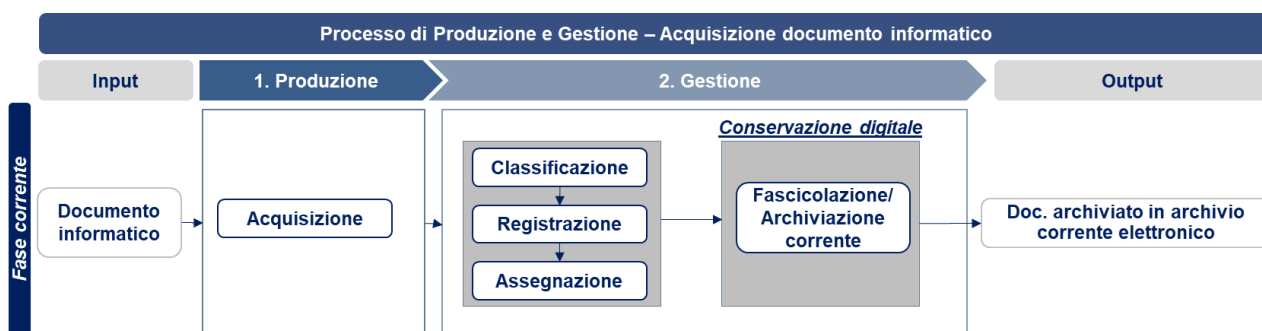 Processo di Produzione e Gestione – Acquisizione documento informatico
Input
1. Produzione
2. Gestione
Output
Fase corrente
Documento
informatico
Acquisizione
Classificazione
Registrazione
Assegnazione
Conservazione digitale
Fascicolazione/
Archiviazione
corrente
Doc. archiviato in archivio
corrente elettronico